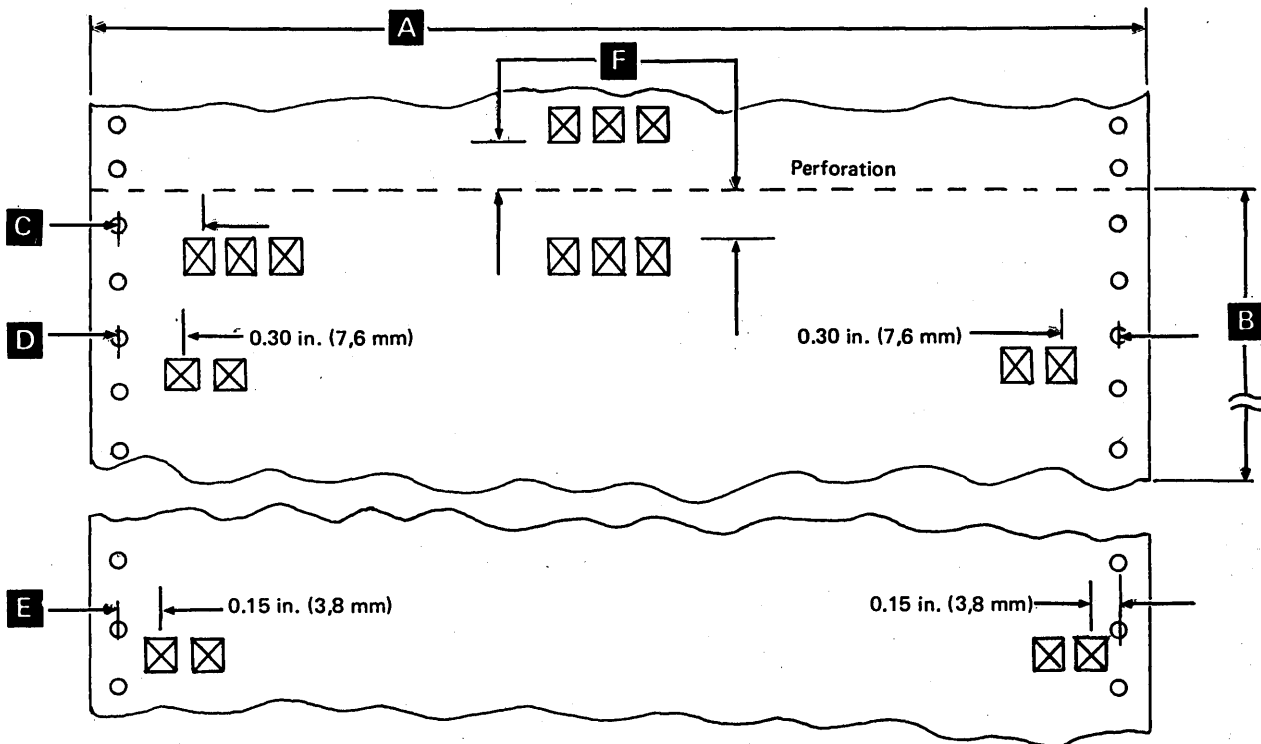 A
F
Perforation
C
B
D
0.30 in. (7,6 mm)
0.30 in. (7,6 mm)
E
0.15 in. (3,8 mm)
0.15 in. (3,8 mm)